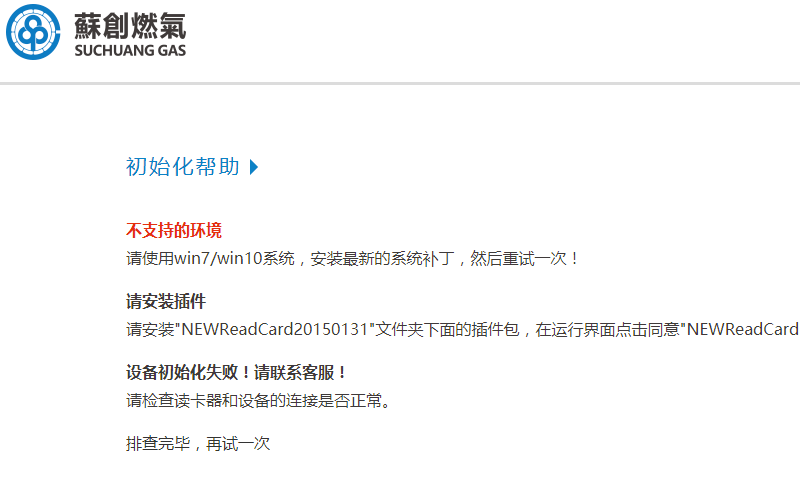 蘇創燃氣
SUCHUANG GAS
初始化帮助
不支持的环境
请使用win7/win10系统，安装最新的系统补丁，然后重试一次！
请安装插件
请安装"NEWReadCard20150131"文件夹下面的插件包，在运行界面点击同意"NEWReadCard
设备初始化失败！请联系客服！
请检查读卡器和设备的连接是否正常。
排查完毕，再试一次